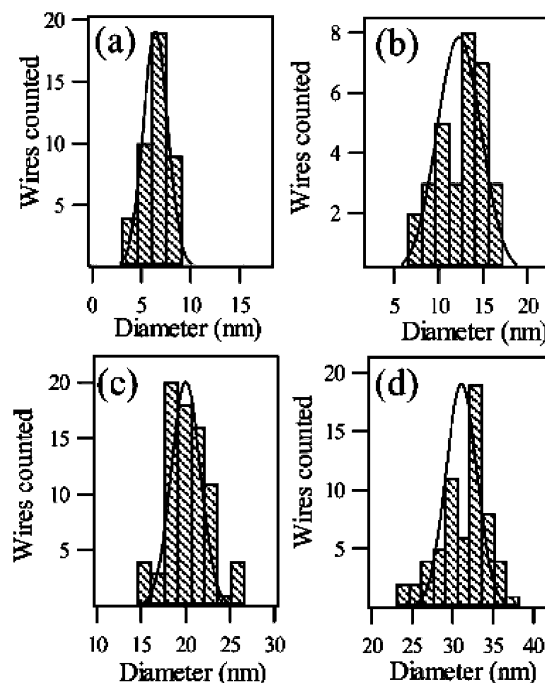 (a)
20
15
10
5
Wires counted
0 5 10 15
Diameter (nm)
(b)
8
6
4
2
Wires counted
5 10 15 20
Diameter (nm)
(c)
20
15
10
5
Wires counted
10 15 20 25 30
Diameter (nm)
(d)
20
15
10
5
Wires counted
20 25 30 35 40
Diameter (nm)